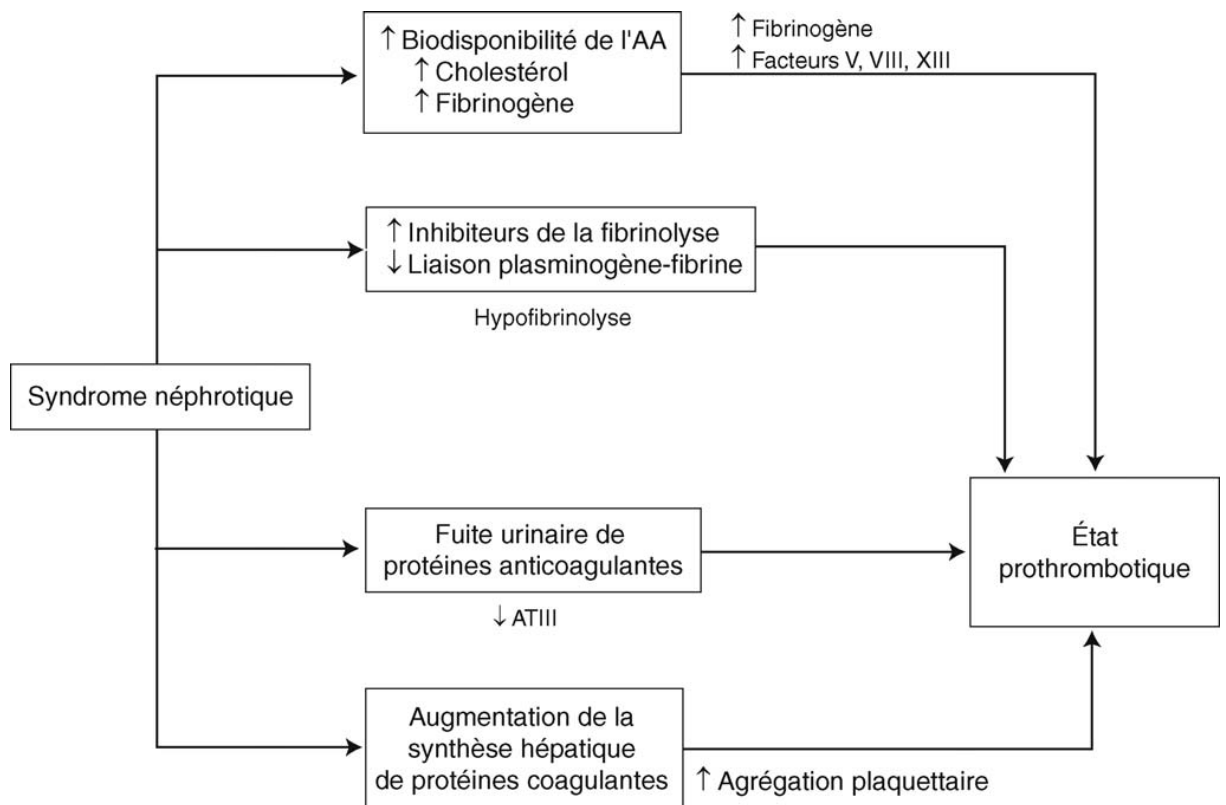 ↑ Biodisponibilité de l'AA
↑ Cholestérol
↑ Fibrinogène
↑ Fibrinogène
↑ Facteurs V, VIII, XIII
↑ Inhibiteurs de la fibrinolyse
↓ Liaison plasminogène-fibrine
Hypofibrinolyse
Syndrome néphrotique
Fuite urinaire de
protéines anticoagulantes
↓ ATIII
État
prothrombotique
Augmentation de la
synthèse hépatique
de protéines coagulantes
↑ Agrégation plaquettaire